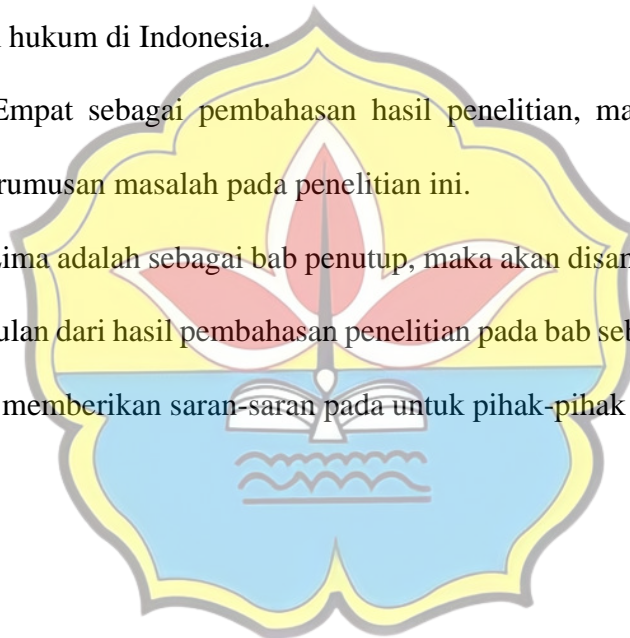 hukum di Indonesia.
Empat sebagai pembahasan hasil penelitian, ma
rumusan masalah pada penelitian ini.
ima adalah sebagai bab penutup, maka akan disan
ulan dari hasil pembahasan penelitian pada bab seb
memberikan saran-saran pada untuk pihak-pihak